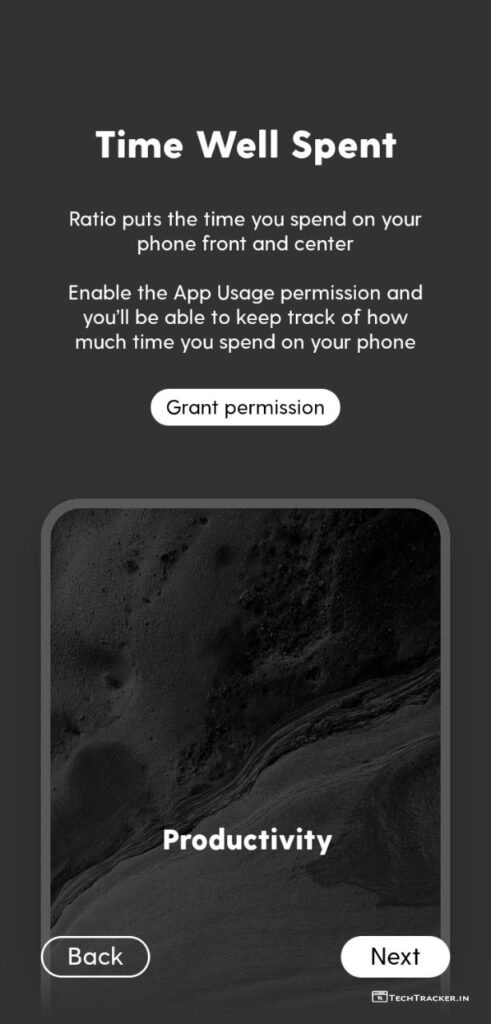 Time Well Spent
Ratio puts the time you spend on your
phone front and center
Enable the App Usage permission and
you'll be able to keep track of how
much time you spend on your phone
Grant permission
Productivity
Back
Next
TECHTRACKER.IN